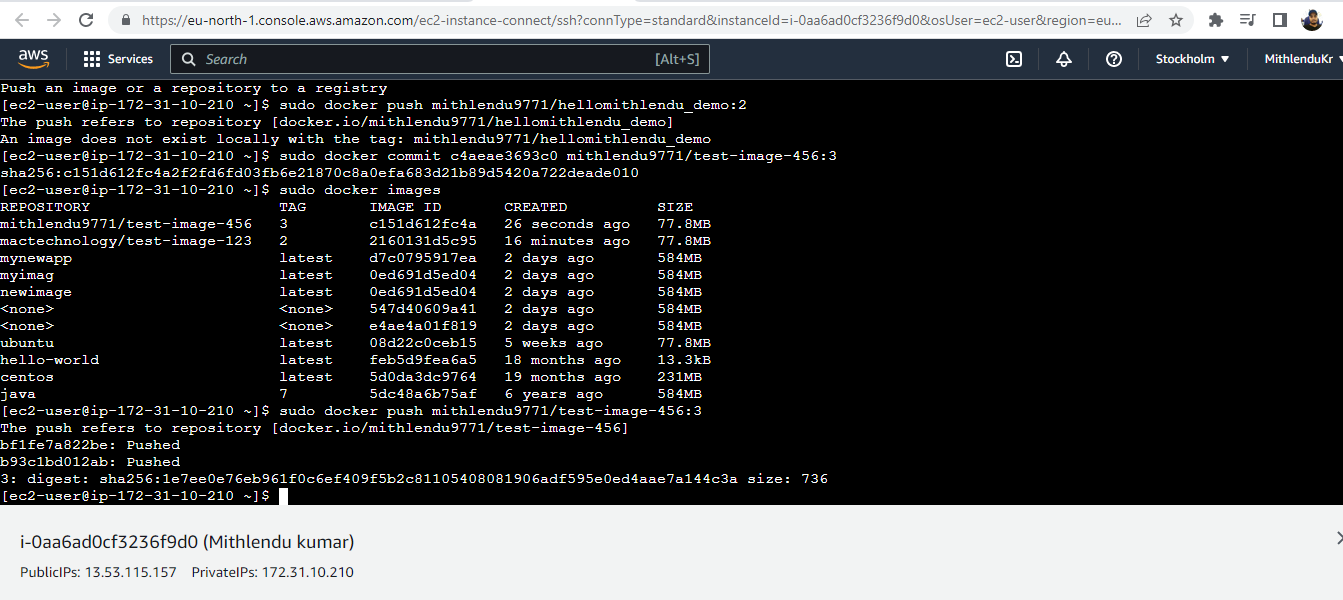 https://eu-north-1.console.aws.amazon.com/ec2-instance-connect/ssh?connType=standard&instanceId=i-0aa6ad0cf3236f9d0&osUser=ec2-user&region=eu...
aws Services Search [Alt+S] Stockholm ▼ MithlenduKr
Push an image or a repository to a registry
[ec2-user@ip-172-31-10-210 ~]$ sudo docker push mithlendu9771/hellomithlendu_demo:2
The push refers to repository [docker.io/mithlendu9771/hellomithlendu_demo]
An image does not exist locally with the tag: mithlendu9771/hellomithlendu_demo
[ec2-user@ip-172-31-10-210 ~]$ sudo docker commit c4aeae3693c0 mithlendu9771/test-image-456:3
sha256:c151d612fc4a2f2fd6fd03fb6e21870c8a0efa683d21b89d5420a722deade010
[ec2-user@ip-172-31-10-210 ~]$ sudo docker images
REPOSITORY TAG IMAGE ID CREATED SIZE
mithlendu9771/test-image-456 3 c151d612fc4a 26 seconds ago 77.8MB
mactechnology/test-image-123 2 2160131d5c95 16 minutes ago 77.8MB
mynewapp latest d7c0795917ea 2 days ago 584MB
myimag latest 0ed691d5ed04 2 days ago 584MB
newimage latest 0ed691d5ed04 2 days ago 584MB
<none> <none> 547d40609a41 2 days ago 584MB
<none> <none> e4ae4a01f819 2 days ago 584MB
ubuntu latest 08d22c0ceb15 5 weeks ago 77.8MB
hello-world latest feb5d9fea6a5 18 months ago 13.3kB
centos latest 5d0da3dc9764 19 months ago 231MB
java 7 5dc48a6b75af 6 years ago 584MB
[ec2-user@ip-172-31-10-210 ~]$ sudo docker push mithlendu9771/test-image-456:3
The push refers to repository [docker.io/mithlendu9771/test-image-456]
bf1fe7a822be: Pushed
b93c1bd012ab: Pushed
3: digest: sha256:1e7ee0e76eb961f0c6ef409f5b2c81105408081906adf595e0ed4aae7a144c3a size: 736
[ec2-user@ip-172-31-10-210 ~]$
i-0aa6ad0cf3236f9d0 (Mithlendu kumar)
PublicIPs: 13.53.115.157 PrivateIPs: 172.31.10.210